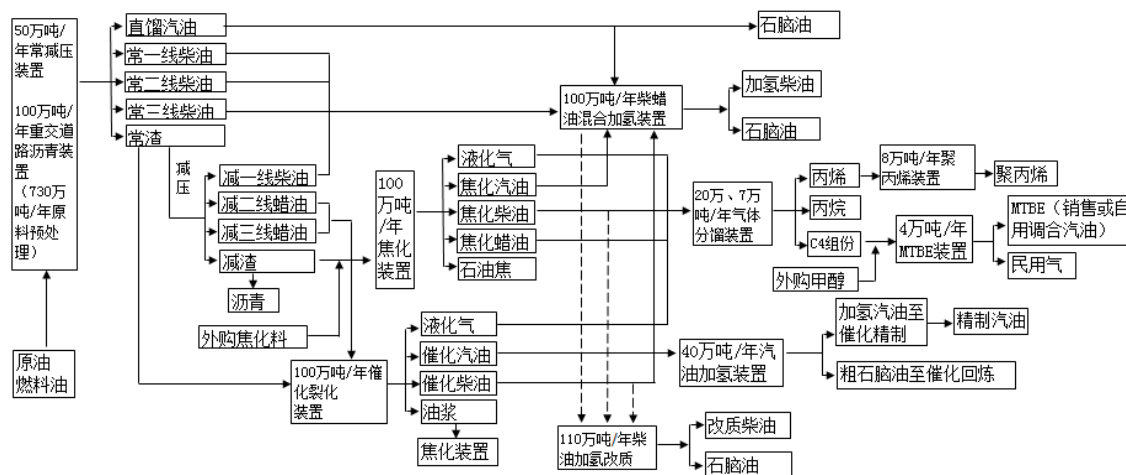 50万吨/
年常减压
装置
100万吨/
年重交道
路沥青装
置
（730万
吨/年原
料预处
理）
原油
燃料油
直馏汽油
常一线柴油
常二线柴油
常三线柴油
常渣
减压
减一线柴油
减二线蜡油
减三线蜡油
减渣
沥青
外购焦化料
100
万吨
/年
焦化
装置
100万吨/年催
化裂化
装置
液化气
焦化汽油
焦化柴油
焦化蜡油
石油焦
液化气
催化汽油
催化柴油
油浆
焦化装置
石脑油
100万吨/年柴蜡
油混合加氢装置
加氢柴油
石脑油
20万、7万
吨/年气体
分馏装置
丙烯
丙烷
C4组份
外购甲醇
8万吨/年聚
丙烯装置
聚丙烯
4万吨/年
MTBE装置
MTBE（销售或自
用调合汽油）
民用气
40万吨/年汽
油加氢装置
加氢汽油至
催化精制
精制汽油
粗石脑油至催化回炼
110万吨/年柴
油加氢改质
改质柴油
石脑油